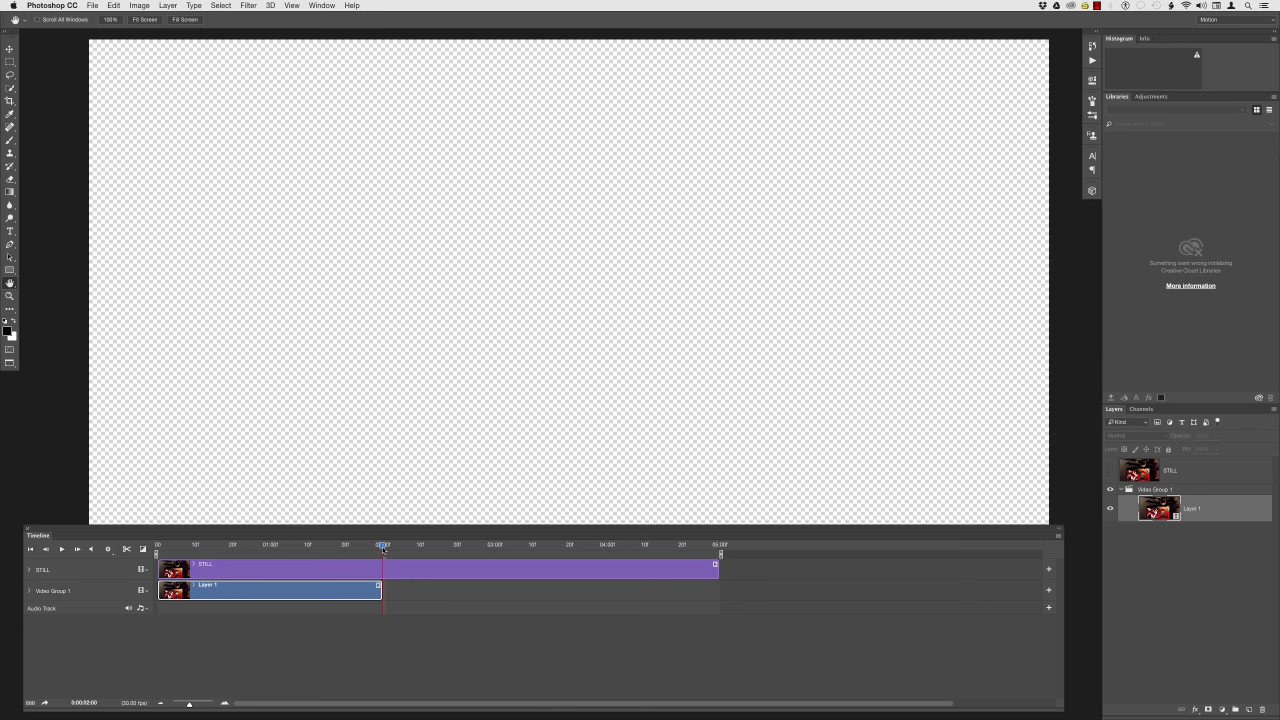 Photoshop CC File Edit Image Layer Type Select Filter 3D View Window Help
Scroll All Windows 100% Fit Screen Fill Screen Motion
Histogram Info
Libraries Adjustments
Something went wrong initializing
Creative Cloud Libraries
More information
Layers Channels
Kind
Normal Opacity:
Lock: Fill:
STILL
Video Group 1
Layer 1
Timeline
00 10f 20f 01:00f 10f 20f 10f 20f 03:00f 10f 20f 04:00f 10f 20f 05:00f
STILL STILL
Video Group 1 Layer 1
Audio Track
0:00:02:00 (30.00 fps)